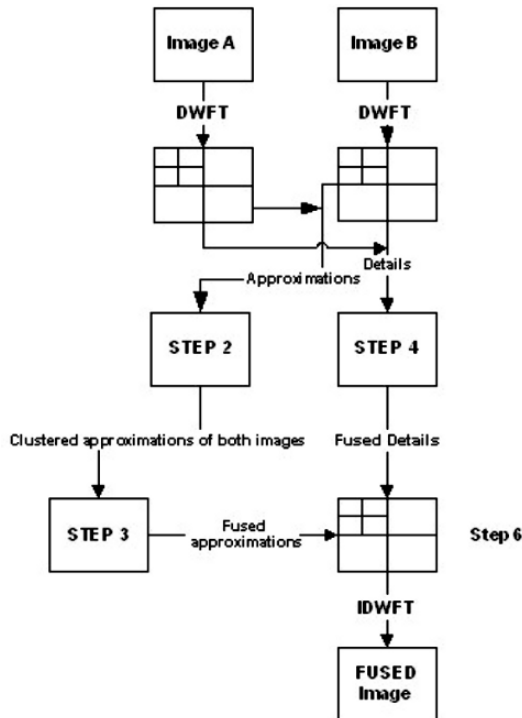 Image A
Image B
DWFT
DWFT
Details
Approximations
STEP 2
STEP 4
Clustered approximations of both images
Fused Details
STEP 3
Fused
approximations
Step 6
IDWFT
FUSED
Image